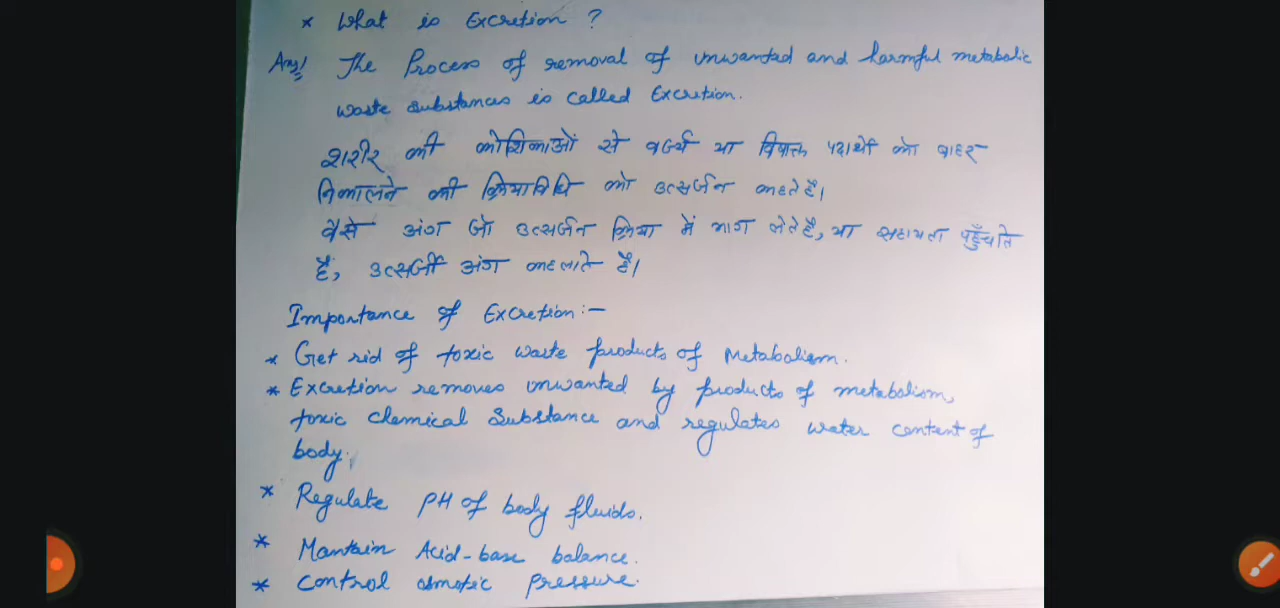 * What is Excretion ?
Ans! The Process of removal of unwanted and harmful metabolic
waste substances is called Excretion.
शरीर की कोशिकाओं से वर्ज्य या विषाक्त पदार्थो को बाहर
निकालने की क्रियाविधि को उत्सर्जन कहते है।
वैसे अंग जो उत्सर्जन क्रिया में भाग लेते है, या सहायता पहुँचाते
है, उत्सर्जी अंग कहलाते है।
Importance of Excretion :-
* Get rid of toxic waste products of Metabolism.
* Excretion removes unwanted by products of metabolism,
toxic chemical Substance and regulates water content of
body.
* Regulate PH of body fluids.
* Mantain Acid-base balance.
* Control osmotic Pressure.